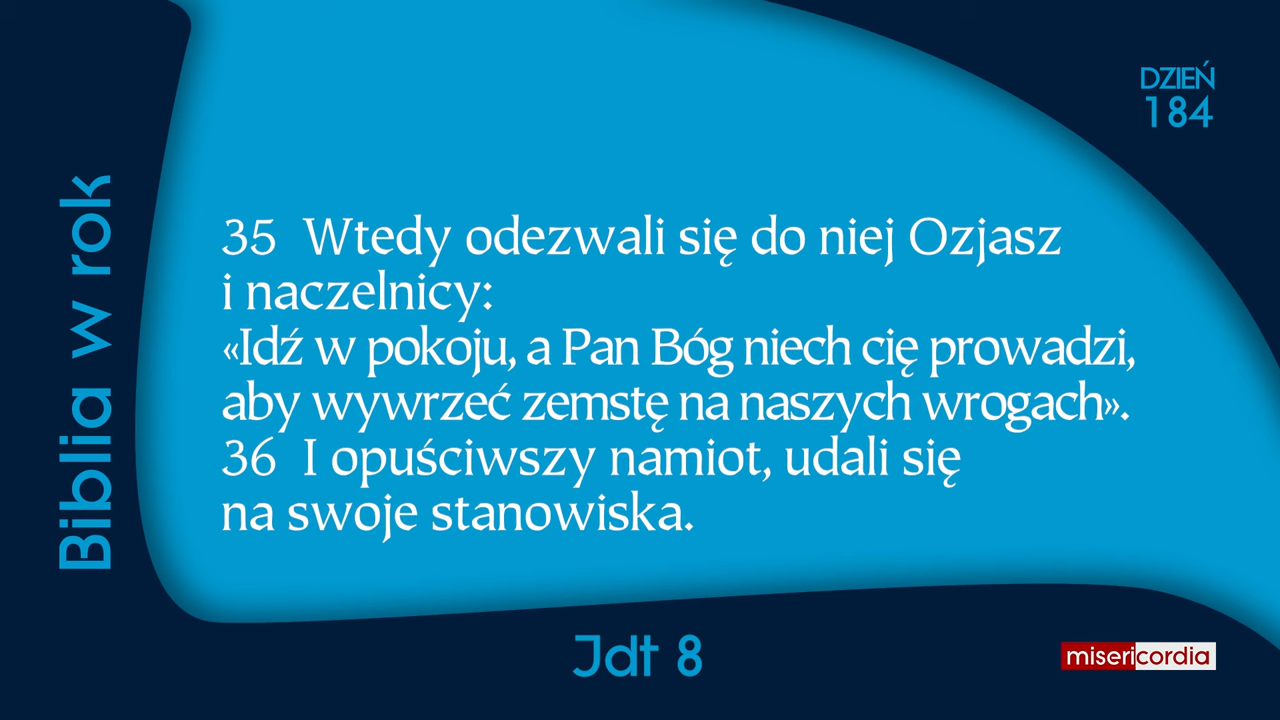 DZIEŃ
184
Biblia w rok
35 Wtedy odezwali się do niej Ozjasz
i naczelnicy:
«Idź w pokoju, a Pan Bóg niech cię prowadzi,
aby wywrzeć zemstę na naszych wrogach».
36 I opuściwszy namiot, udali się
na swoje stanowiska.
Jdt 8
misericordia